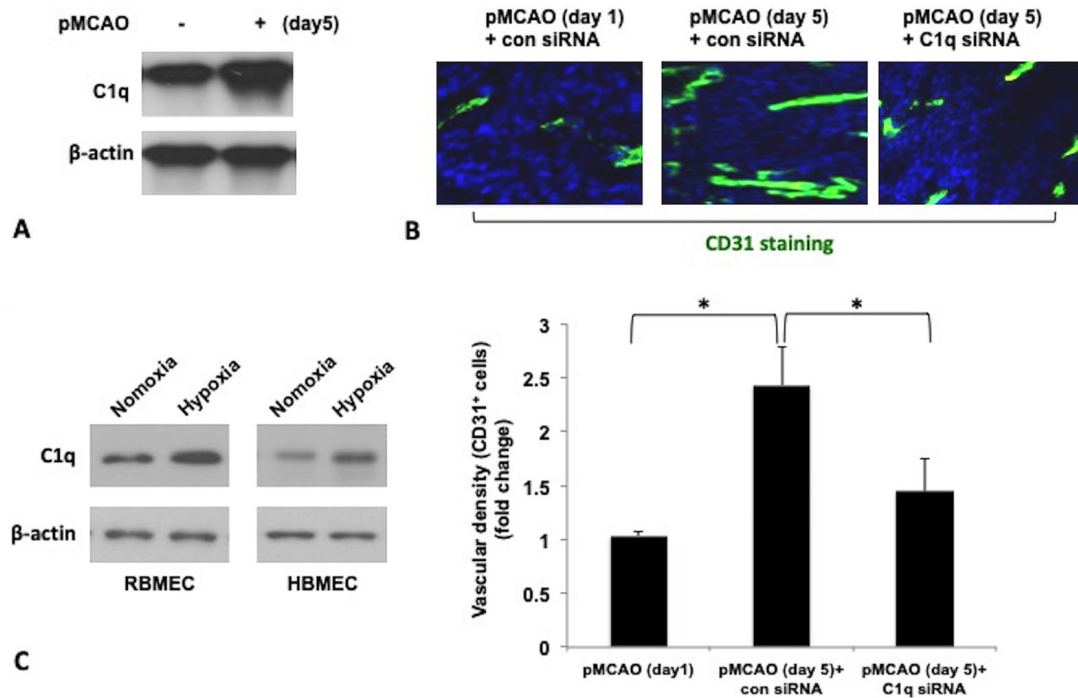 pMCAO - + (day5)
C1q
β-actin
A
pMCAO (day 1) pMCAO (day 5) pMCAO (day 5)
+ con siRNA + con siRNA + C1q siRNA
B
CD31 staining
Nomoxia Hypoxia Nomoxia Hypoxia
C1q
β-actin
RBMEC HBMEC
C
* *
Vascular density (CD31⁺ cells)
(fold change)
3
2.5
2
1.5
1
0.5
0
pMCAO (day1) pMCAO (day 5)+ pMCAO (day 5)+
con siRNA C1q siRNA